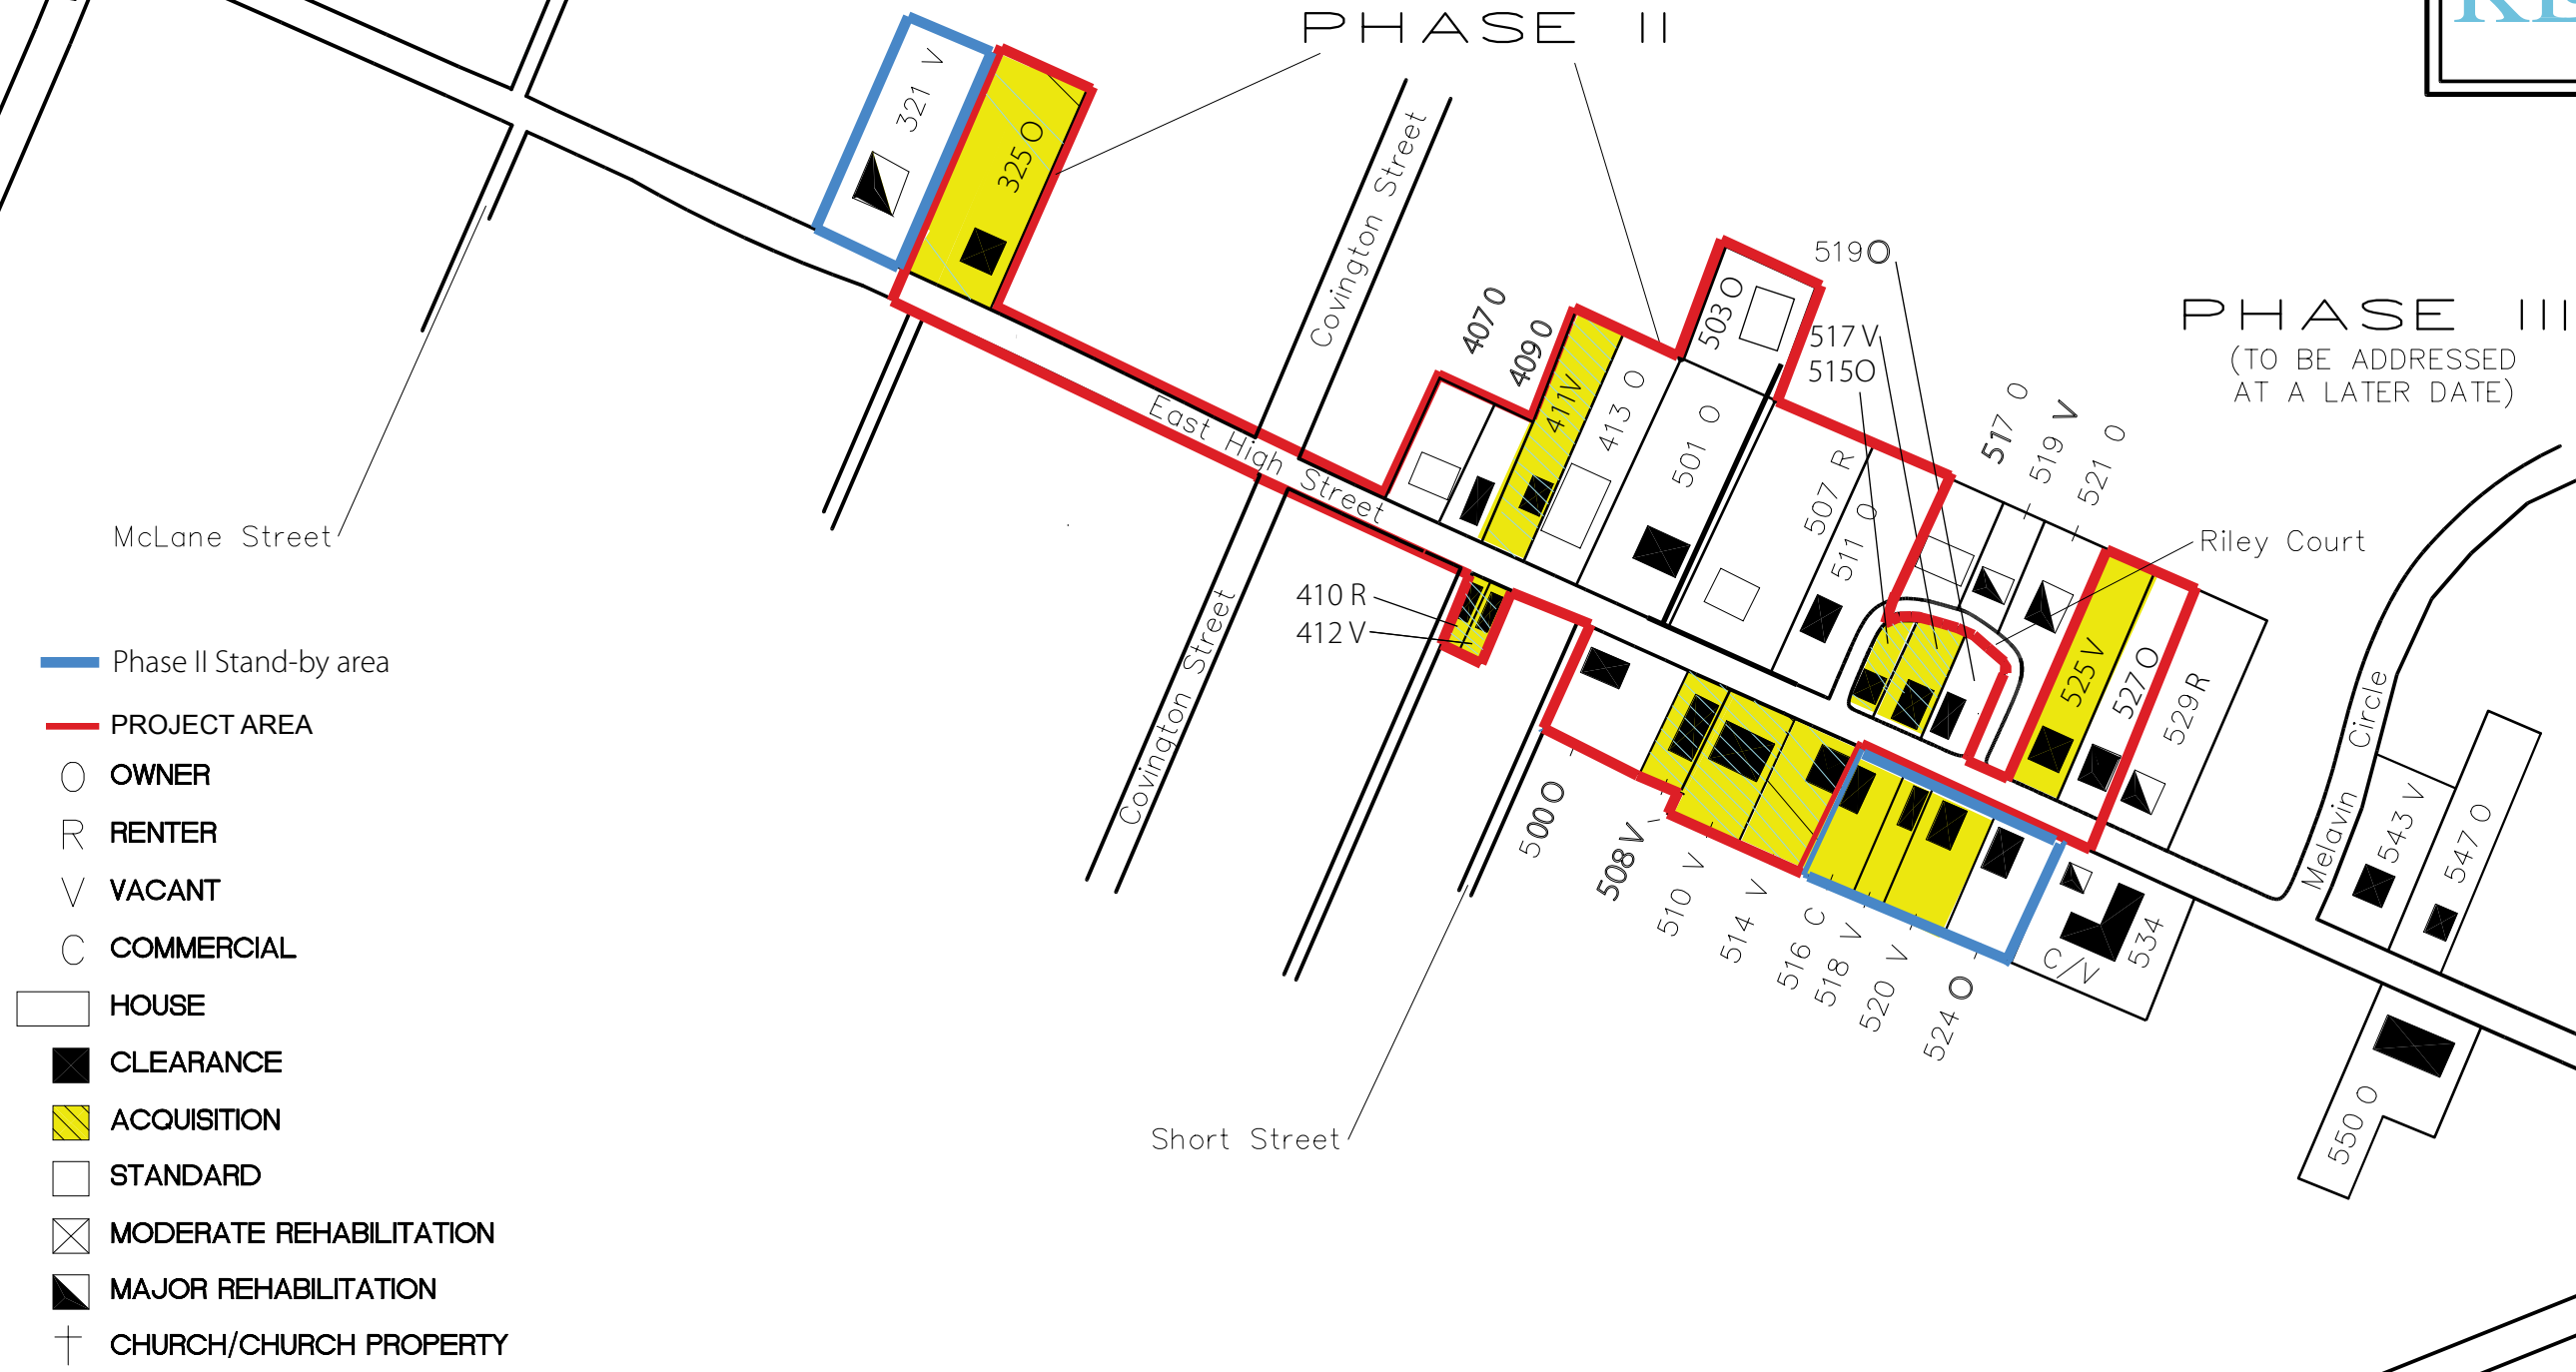 PHASE II
321 V
325 O
Covington Street
407 O
409 O
411 V
413 O
503 O
501 O
519 O
517 V
515 O
507 R
511 O
PHASE III
(TO BE ADDRESSED
AT A LATER DATE)
517 O
519 V
521 O
Riley Court
East High Street
McLane Street
410 R
412 V
525 V
527 O
529 R
Covington Street
Melavin Circle
543 V
547 O
500 O
508 V
510 V
514 V
516 C
518 V
520 V
524 O
C/V
534
550 O
Short Street
Phase II Stand-by area
PROJECT AREA
O OWNER
R RENTER
V VACANT
C COMMERCIAL
HOUSE
CLEARANCE
ACQUISITION
STANDARD
MODERATE REHABILITATION
MAJOR REHABILITATION
CHURCH/CHURCH PROPERTY